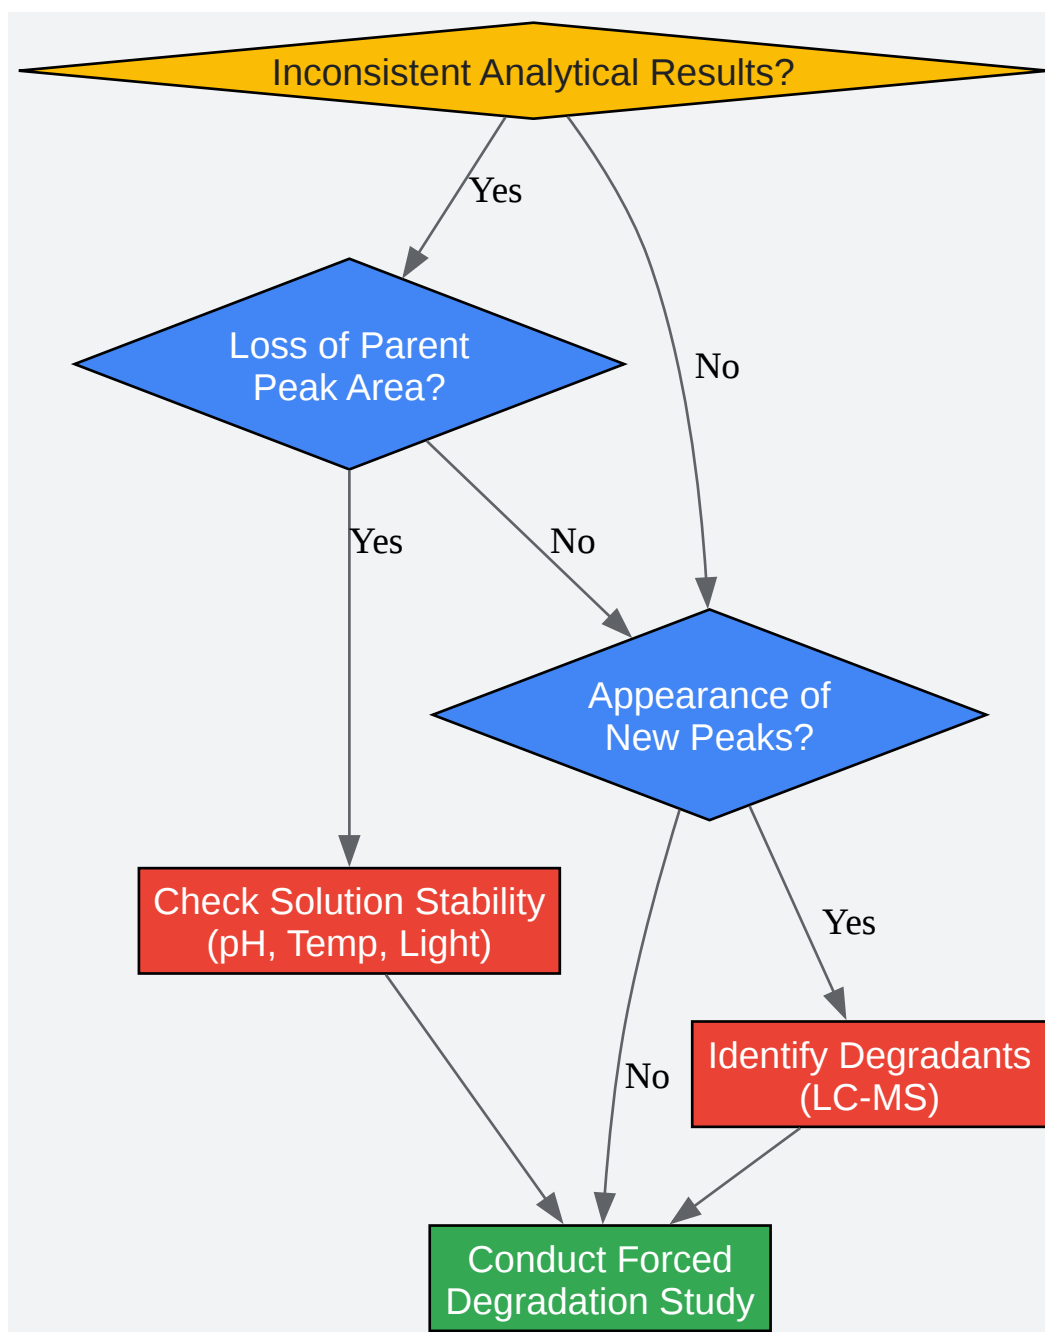 Inconsistent Analytical Results?
Yes
Loss of Parent
Peak Area?
No
Yes
No
Appearance of
New Peaks?
Check Solution Stability
(pH, Temp, Light)
Yes
Identify Degradants
(LC-MS)
No
Conduct Forced
Degradation Study